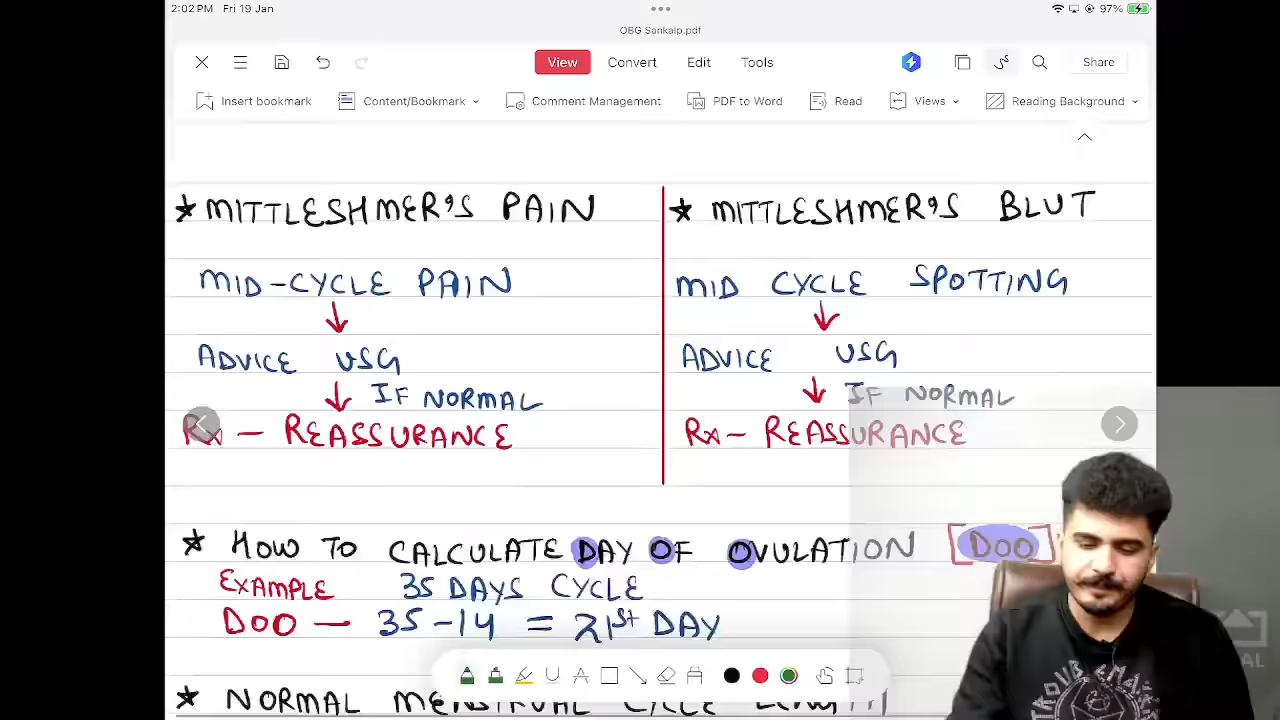 2:02 PM Fri 19 Jan
97%
OBG Sankalp.pdf
View Convert Edit Tools Share
Insert bookmark Content/Bookmark Comment Management PDF to Word Read Views Reading Background
★ MITTLESHMER'S PAIN
MID-CYCLE PAIN
↓
ADVICE USG
↓ IF NORMAL
Rx - REASSURANCE
★ MITTLESHMER'S BLUT
MID CYCLE SPOTTING
↓
ADVICE USG
↓ IF NORMAL
Rx - REASSURANCE
★ HOW TO CALCULATE DAY OF OVULATION [DOO]
EXAMPLE 35 DAYS CYCLE
DOO — 35-14 = 21st DAY
★ NORMAL MENSTRUAL CYCLE LENGTH